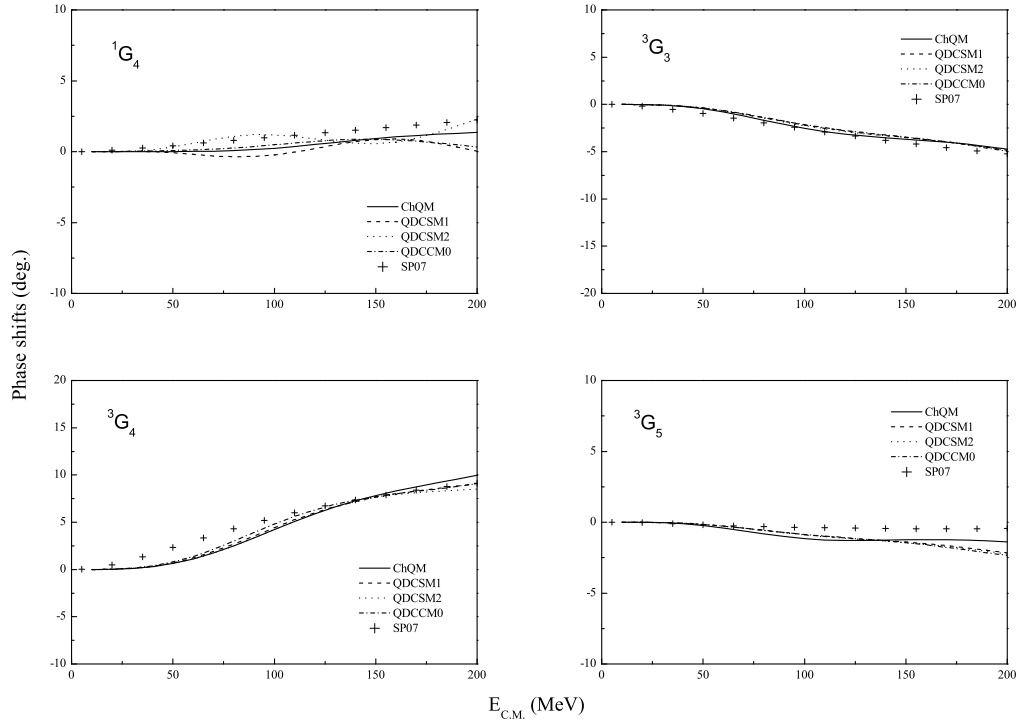 Phase shifts (deg.)
10
5
0
-5
-10
0
50
100
150
200
¹G₄
ChQM
QDCSM1
QDCSM2
QDCCM0
SP07
10
5
0
-5
-10
-15
-20
0
50
100
150
200
³G₃
ChQM
QDCSM1
QDCSM2
QDCCM0
SP07
20
15
10
5
0
-5
-10
0
50
100
150
200
³G₄
ChQM
QDCSM1
QDCSM2
QDCCM0
SP07
10
5
0
-5
-10
0
50
100
150
200
³G₅
ChQM
QDCSM1
QDCSM2
QDCCM0
SP07
E_C.M. (MeV)